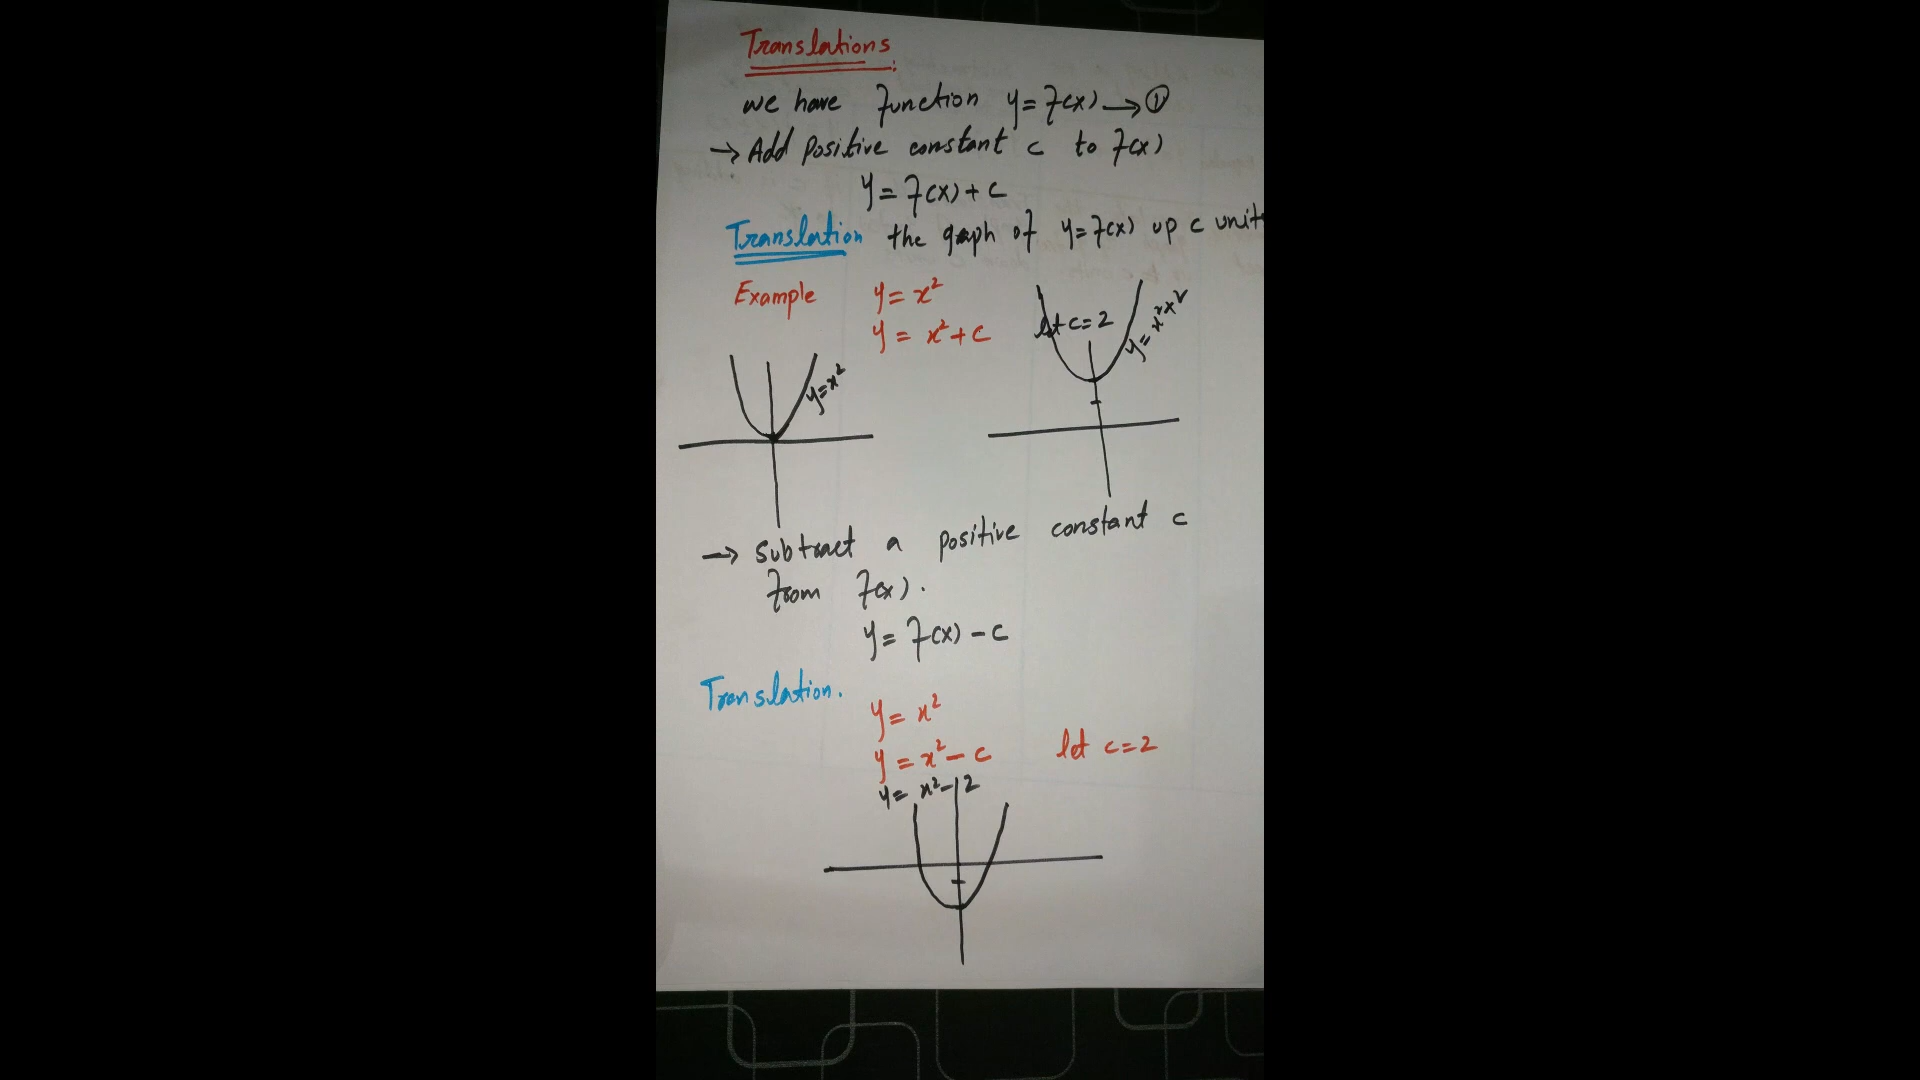 Translations:
we have function y = f(x) → ①
→ Add positive constant c to f(x)
y = f(x) + c
Translation the graph of y = f(x) up c unit
Example y = x²
y = x² + c
let c = 2
y = x²
→ Subtract a positive constant c
from f(x).
y = f(x) - c
Translation.
y = x²
y = x² - c let c = 2
y = x² - 2